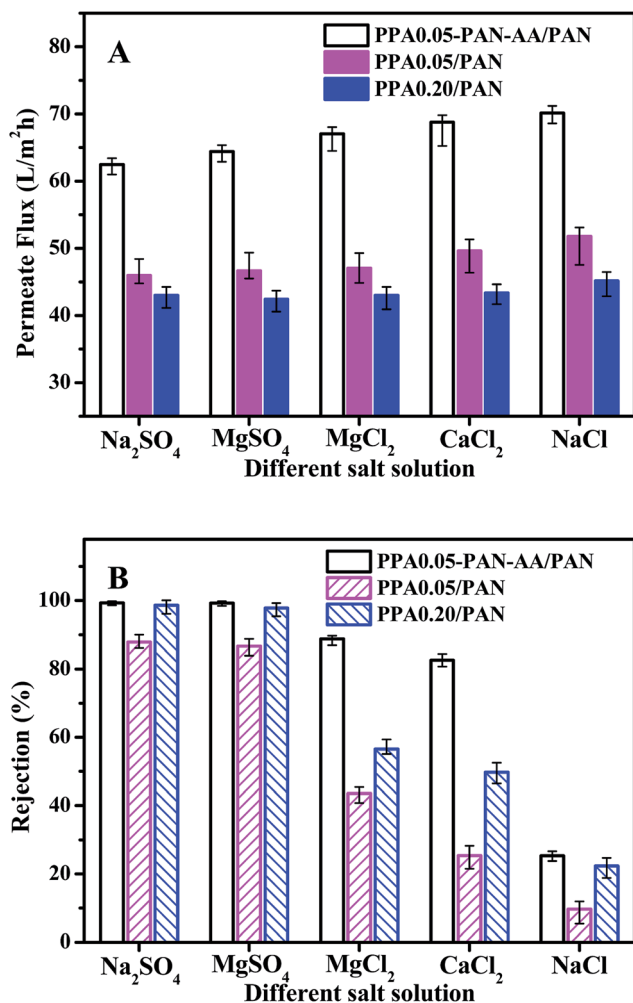 A
PPA0.05-PAN-AA/PAN
PPA0.05/PAN
PPA0.20/PAN
Permeate Flux (L/m²h)
80
70
60
50
40
30
Na₂SO₄ MgSO₄ MgCl₂ CaCl₂ NaCl
Different salt solution
B
PPA0.05-PAN-AA/PAN
PPA0.05/PAN
PPA0.20/PAN
Rejection (%)
100
80
60
40
20
0
Na₂SO₄ MgSO₄ MgCl₂ CaCl₂ NaCl
Different salt solution